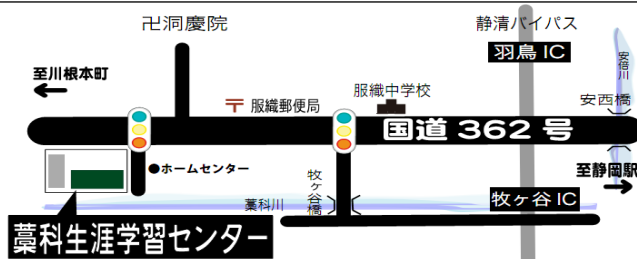 卍洞慶院
静清バイパス
羽鳥 IC
至川根本町
〒 服織郵便局
服織中学校
安倍川
安西橋
国道 362 号
至静岡駅
●ホームセンター
牧ヶ谷橋
藁科川
牧ヶ谷 IC
藁科生涯学習センター